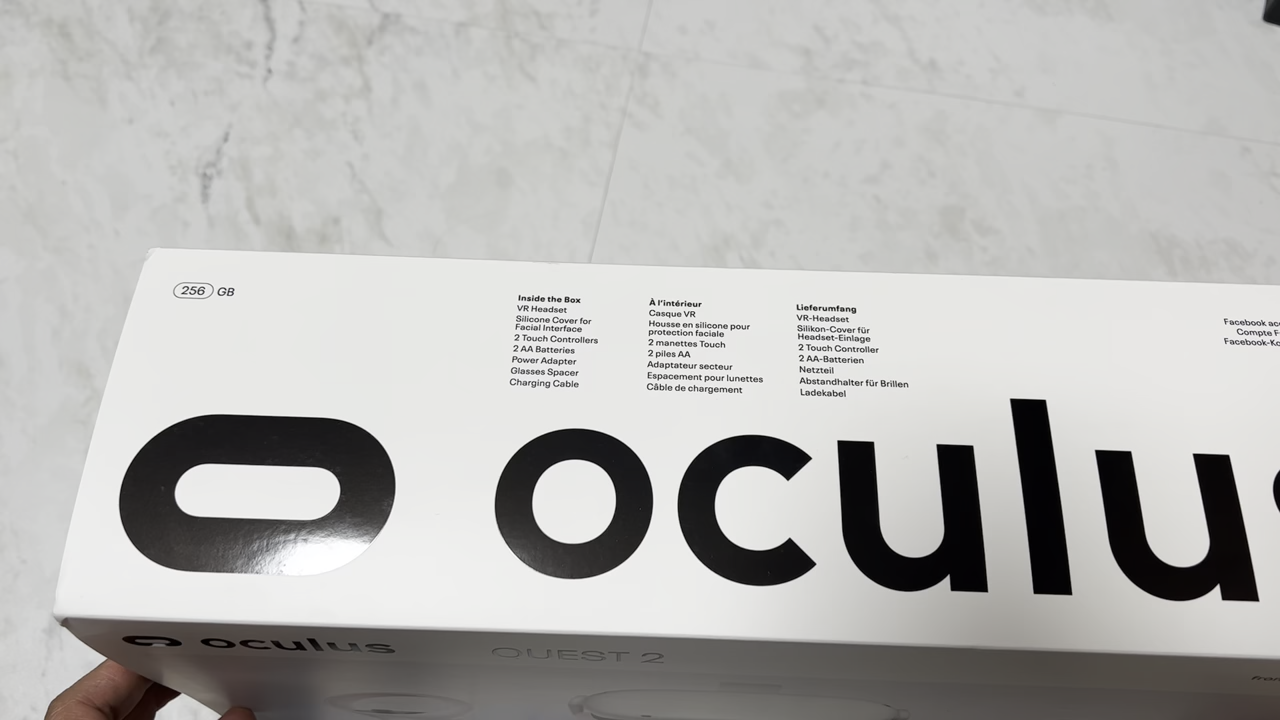 256 GB
Inside the Box
VR Headset
Silicone Cover for
Facial Interface
2 Touch Controllers
2 AA Batteries
Power Adapter
Glasses Spacer
Charging Cable
À l’intérieur
Casque VR
Housse en silicone pour
protection faciale
2 manettes Touch
2 piles AA
Adaptateur secteur
Espacement pour lunettes
Câble de chargement
Lieferumfang
VR-Headset
Silikon-Cover für
Headset-Einlage
2 Touch Controller
2 AA-Batterien
Netzteil
Abstandhalter für Brillen
Ladekabel
Facebook
Compte
oculus
oculus QUEST 2